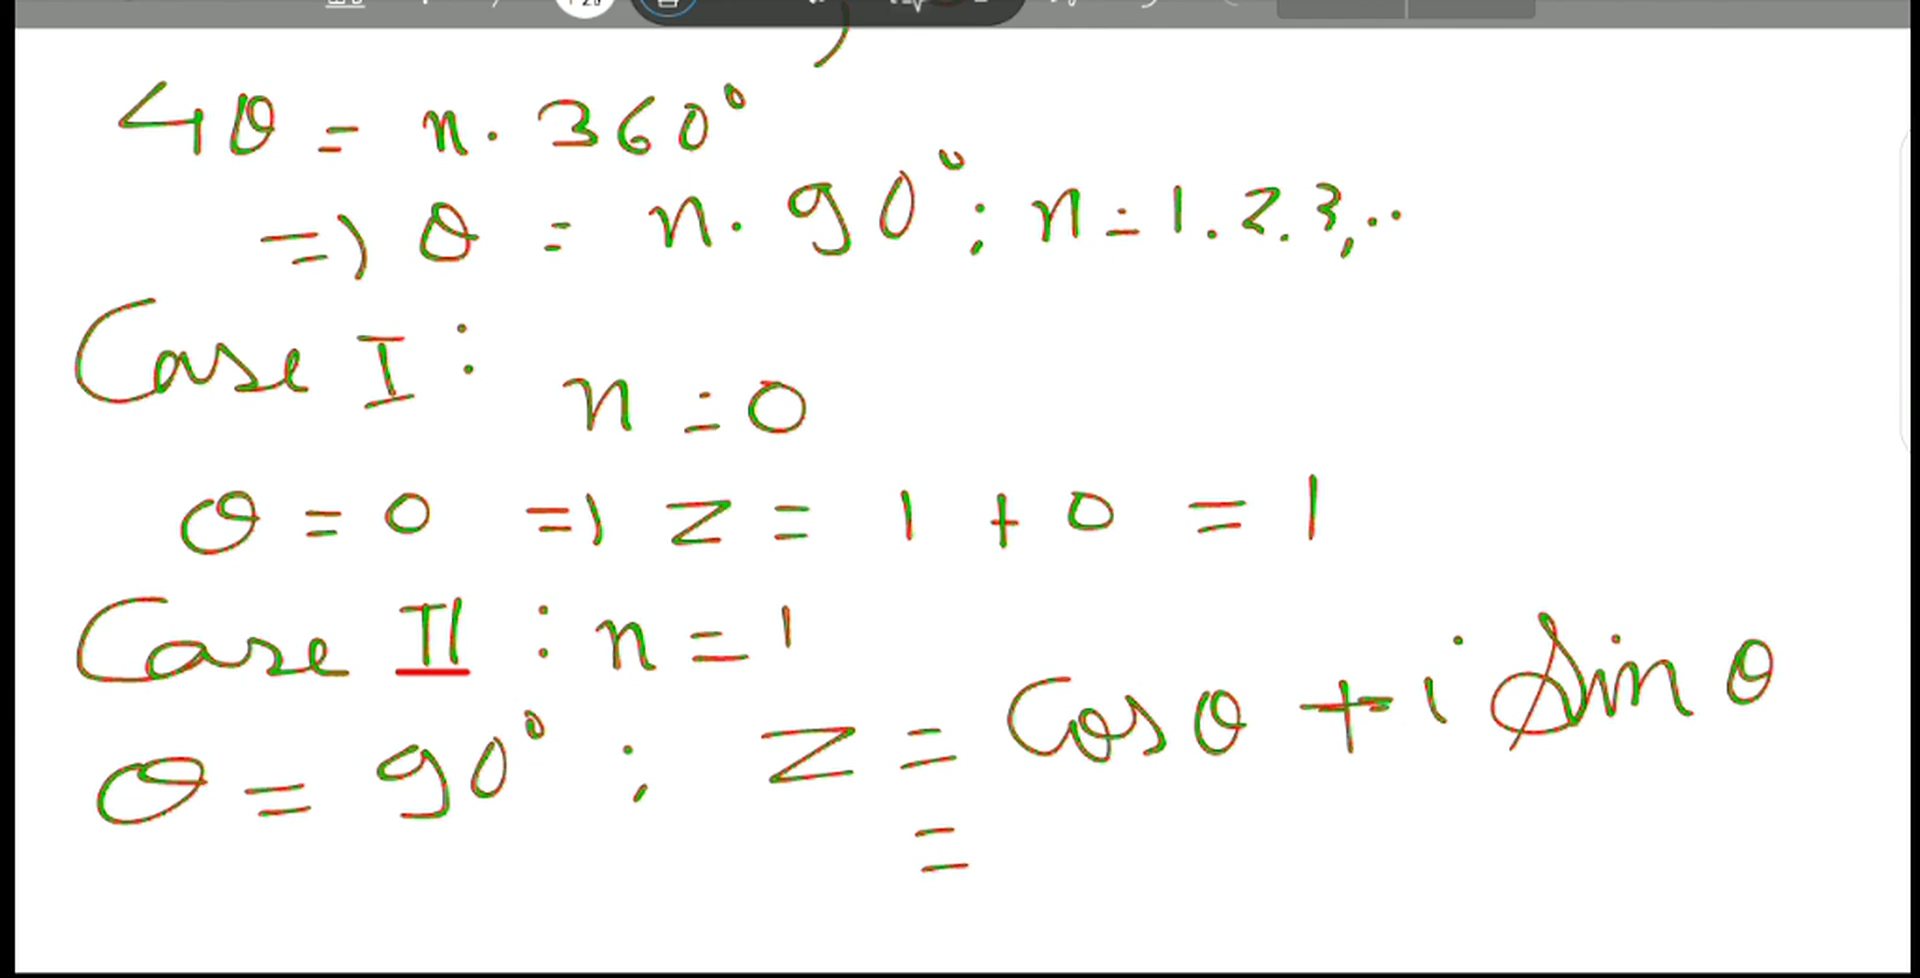 4θ = n. 360°
=> θ = n. 90° ; n = 1. 2. 3, ..
Case I :
n = 0
θ = 0 => z = 1 + 0 = 1
Case II : n = 1
θ = 90° ; z = Cos θ + i Sin θ
=